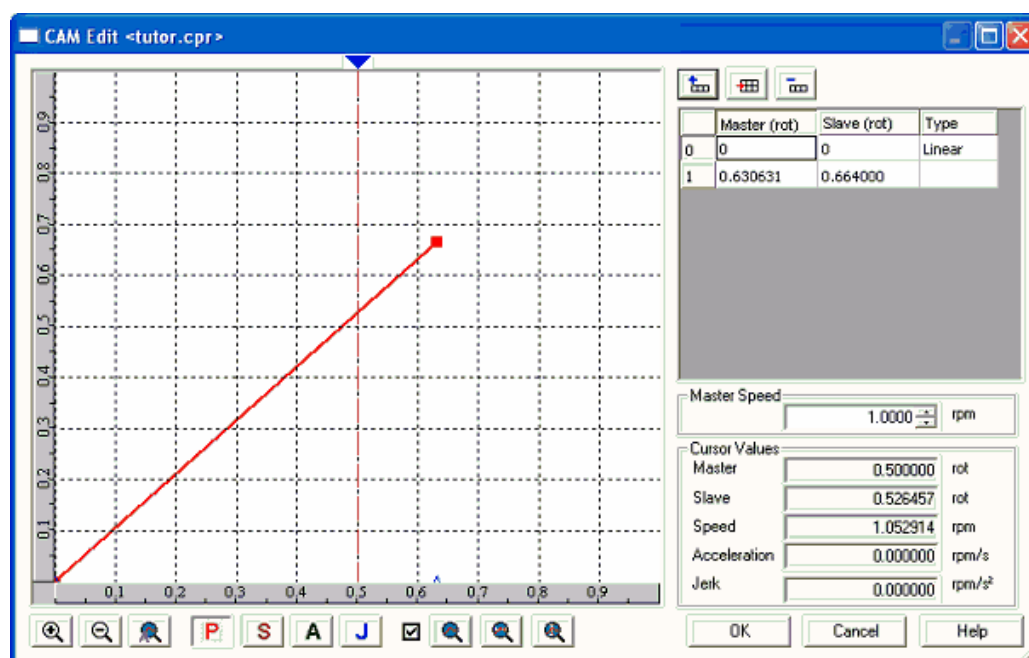 CAM Edit <tutor.cpr>
0,9
0,8
0,7
0,6
0,5
0,4
0,3
0,2
0,1
0,1 0,2 0,3 0,4 0,5 0,6 0,7 0,8 0,9
P S A J
Master (rot) Slave (rot) Type
0 0 0 Linear
1 0.630631 0.664000
Master Speed
1.0000 rpm
Cursor Values
Master 0.500000 rot
Slave 0.526457 rot
Speed 1.052914 rpm
Acceleration 0.000000 rpm/s
Jerk 0.000000 rpm/s²
OK Cancel Help